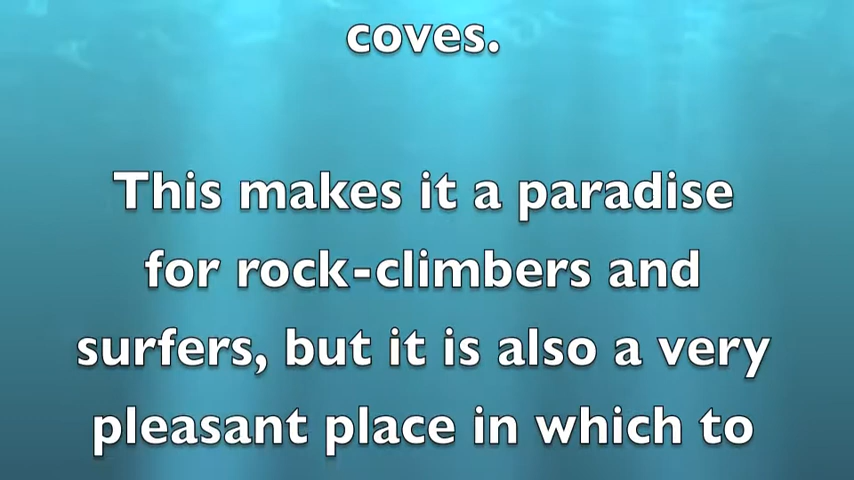 coves.
This makes it a paradise
for rock-climbers and
surfers, but it is also a very
pleasant place in which to